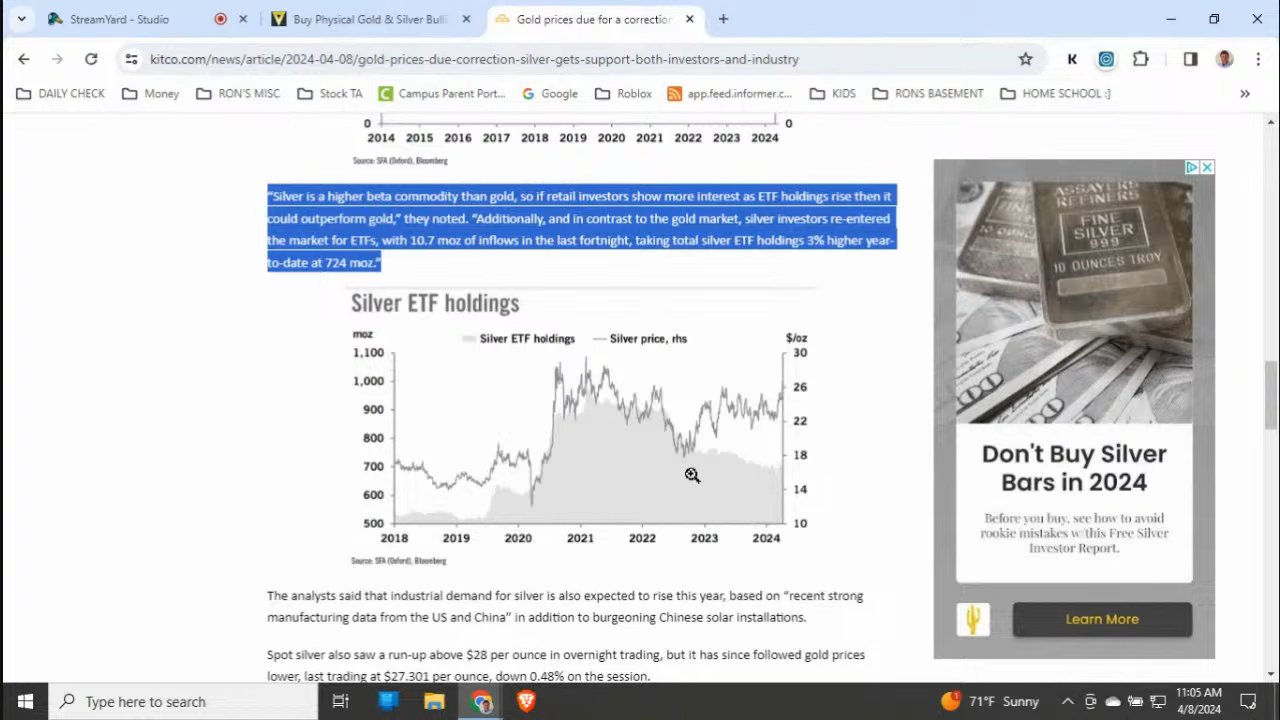 StreamYard - Studio
Buy Physical Gold & Silver Bulli
Gold prices due for a correction
kitco.com/news/article/2024-04-08/gold-prices-due-correction-silver-gets-support-both-investors-and-industry
K
DAILY CHECK
Money
RON'S MISC
Stock TA
Campus Parent Port...
Google
Roblox
app.feed.informer.c...
KIDS
RONS BASEMENT
HOME SCHOOL :]
0
0
2014 2015 2016 2017 2018 2019 2020 2021 2022 2023 2024
Source: SFA (Oxford), Bloomberg
“Silver is a higher beta commodity than gold, so if retail investors show more interest as ETF holdings rise then it
could outperform gold,” they noted. “Additionally, and in contrast to the gold market, silver investors re-entered
the market for ETFs, with 10.7 moz of inflows in the last fortnight, taking total silver ETF holdings 3% higher year-
to-date at 724 moz.”
Silver ETF holdings
moz
Silver ETF holdings
Silver price, rhs
$/oz
1,100
1,000
900
800
700
600
500
30
26
22
18
14
10
2018 2019 2020 2021 2022 2023 2024
Source: SFA (Oxford), Bloomberg
The analysts said that industrial demand for silver is also expected to rise this year, based on “recent strong
manufacturing data from the US and China” in addition to burgeoning Chinese solar installations.
Spot silver also saw a run-up above $28 per ounce in overnight trading, but it has since followed gold prices
lower, last trading at $27.301 per ounce, down 0.48% on the session.
ASSAYERS
REFINERS
FINE
SILVER
999
10 OUNCES TROY
Don't Buy Silver
Bars in 2024
Before you buy, see how to avoid
rookie mistakes w/this Free Silver
Investor Report.
Learn More
Type here to search
1
71°F Sunny
11:05 AM
4/8/2024